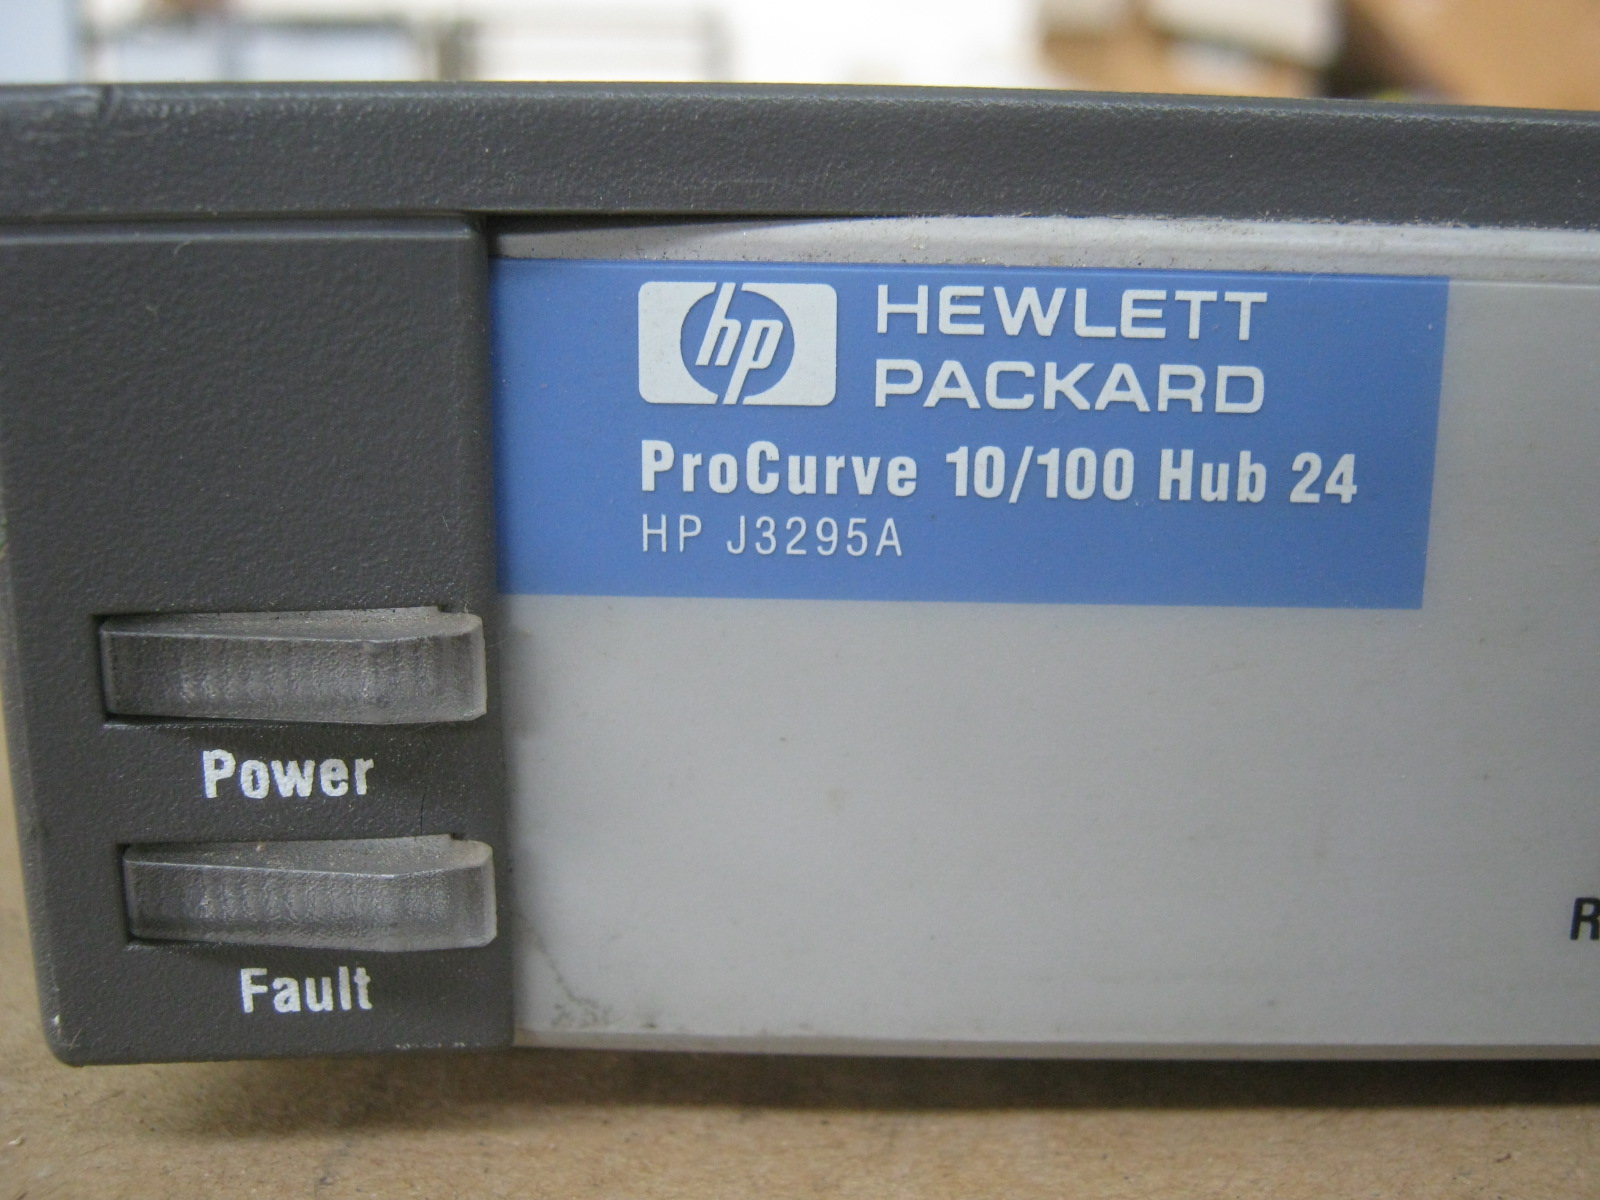 hp HEWLETT
PACKARD
ProCurve 10/100 Hub 24
HP J3295A
Power
Fault
R